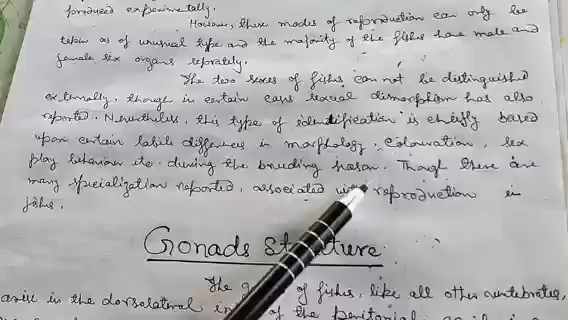 produced experimentally.
However, these modes of reproduction can only be
taken as of unusual type and the majority of the fishes have male and
female sex organs seprately.
The two sexes of fishes can not be distinguished
externally, though in certain cases sexual dismorphism has also
reported. Nevertheless, this type of identification is chiefly based
upon certain labile differences in morphology, colouration, sex
play behaviour etc. during the breeding season. Though there are
many specialization reported, associated with reproduction in
fishes.
Gonads Structure
The of fishes, like all other vertebrates,
arise in the dorsolateral of the peritonial